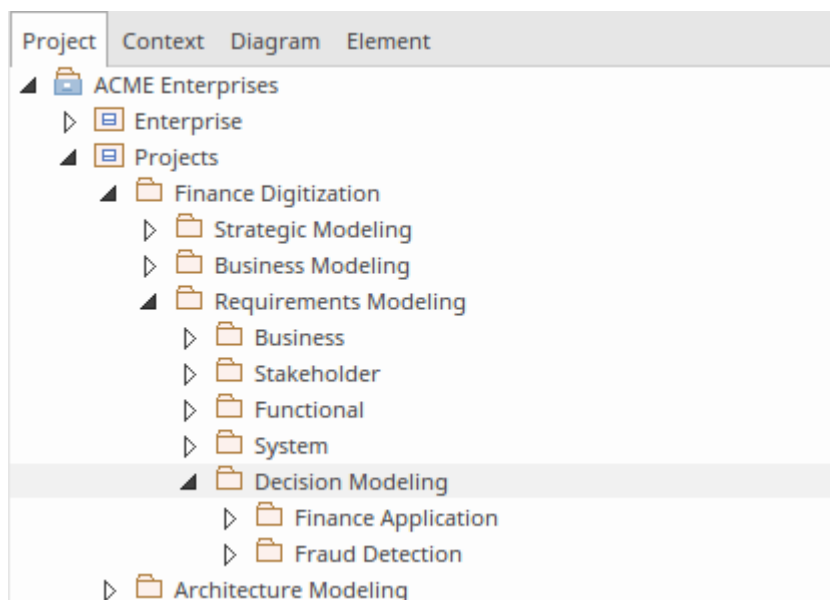 Project Context Diagram Element
ACME Enterprises
Enterprise
Projects
Finance Digitization
Strategic Modeling
Business Modeling
Requirements Modeling
Business
Stakeholder
Functional
System
Decision Modeling
Finance Application
Fraud Detection
Architecture Modeling